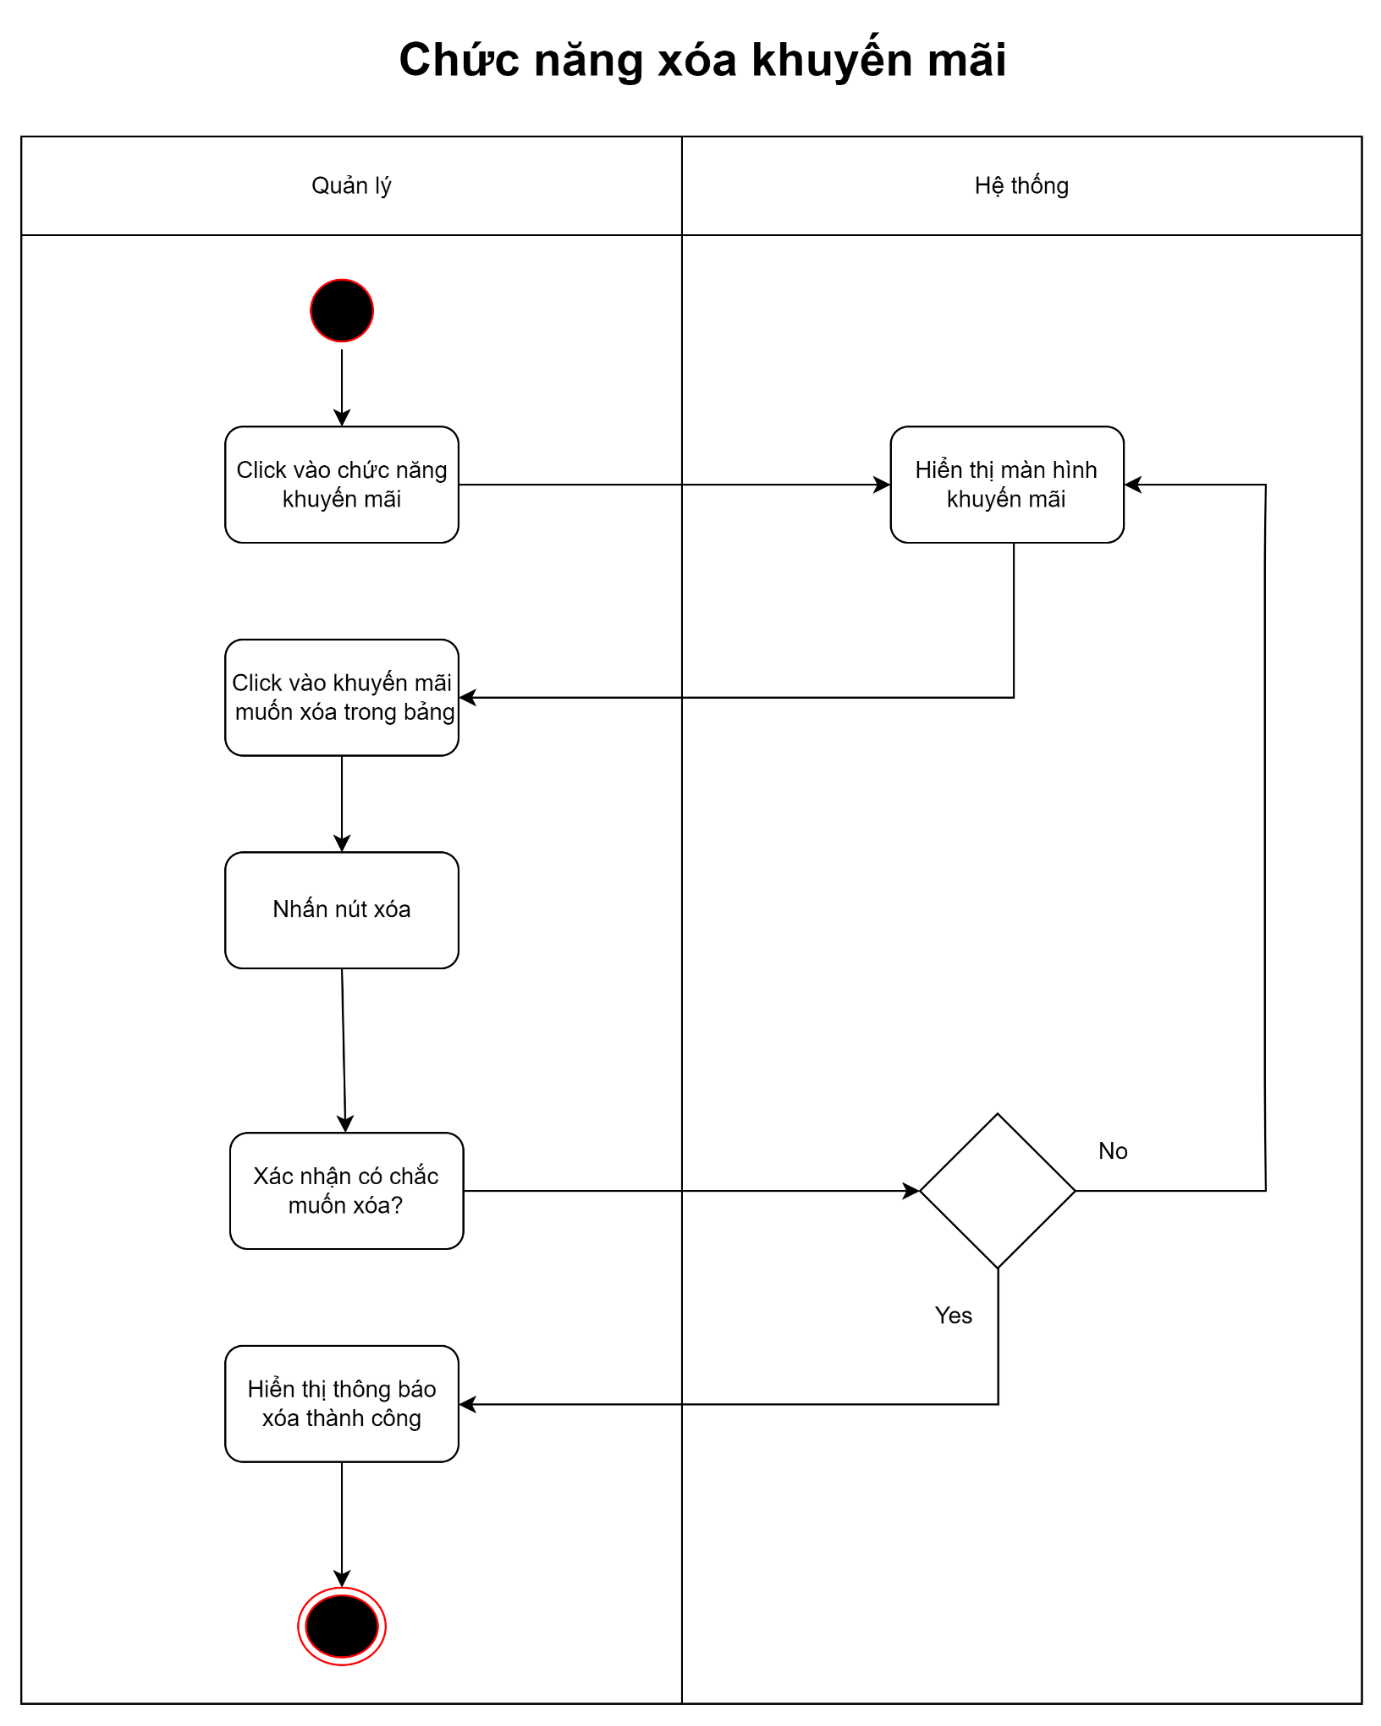 Chức năng xóa khuyến mãi
Quản lý
Hệ thống
Click vào chức năng
khuyến mãi
Hiển thị màn hình
khuyến mãi
Click vào khuyến mãi
muốn xóa trong bảng
Nhấn nút xóa
Xác nhận có chắc
muốn xóa?
No
Yes
Hiển thị thông báo
xóa thành công